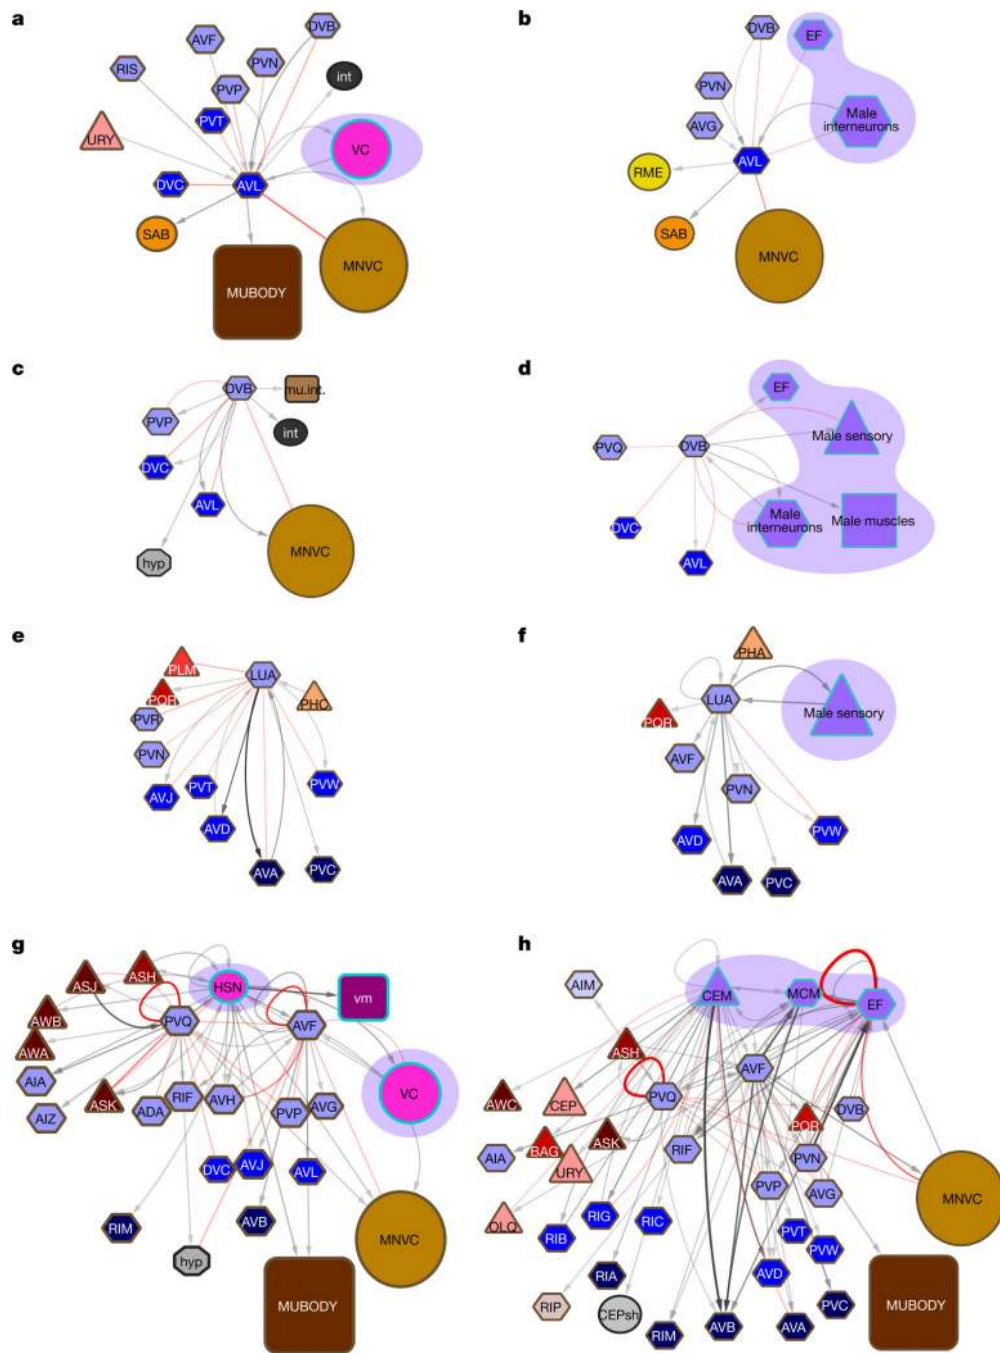 a
DVB
AVF
PVN
RIS
int
PVP
PVT
URY
VC
DVC
AVL
SAB
MNVC
MUBODY
b
DVB
EF
PVN
Male
interneurons
AVG
AVL
RME
SAB
MNVC
c
DVB
mu.int.
PVP
int
DVC
AVL
MNVC
hyp
d
EF
Male sensory
PVQ
DVB
Male
interneurons
Male muscles
DVC
AVL
e
PLM
LUA
PQR
PHC
PVR
PVN
AVJ
PVT
PVW
AVD
AVA
PVC
f
PHA
LUA
Male sensory
PQR
AVF
PVN
AVD
PVW
AVA
PVC
g
ASH
ASJ
HSN
vm
AWB
PVQ
AVF
AWA
AIA
VC
ASK
RIF
AVH
ADA
PVP
AVG
AIZ
DVC
AVJ
AVL
RIM
AVB
MNVC
hyp
MUBODY
h
AIM
CEM
MCM
EF
ASH
AVF
PVQ
AWC
CEP
DVB
PQR
ASK
BAG
RIF
PVN
AIA
URY
PVP
AVG
MNVC
OLQ
RIG
RIC
RIB
PVT
PVW
RIA
AVD
RIP
CEPsh
PVC
MUBODY
RIM
AVB
AVA